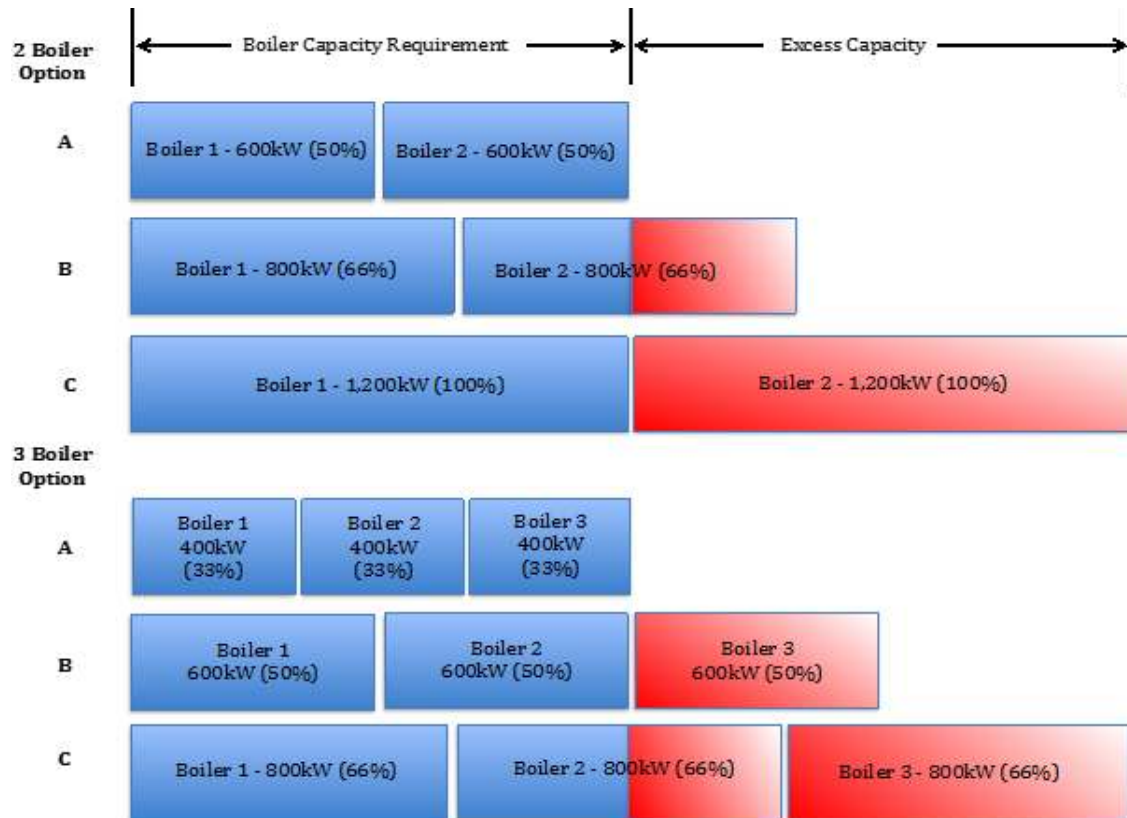 Boiler Capacity Requirement
Excess Capacity
2 Boiler
Option
A
Boiler 1 - 600kW (50%)
Boiler 2 - 600kW (50%)
B
Boiler 1 - 800kW (66%)
Boiler 2 - 800kW (66%)
C
Boiler 1 - 1,200kW (100%)
Boiler 2 - 1,200kW (100%)
3 Boiler
Option
A
Boiler 1
400kW
(33%)
Boiler 2
400kW
(33%)
Boiler 3
400kW
(33%)
B
Boiler 1
600kW (50%)
Boiler 2
600kW (50%)
Boiler 3
600kW (50%)
C
Boiler 1 - 800kW (66%)
Boiler 2 - 800kW (66%)
Boiler 3 - 800kW (66%)